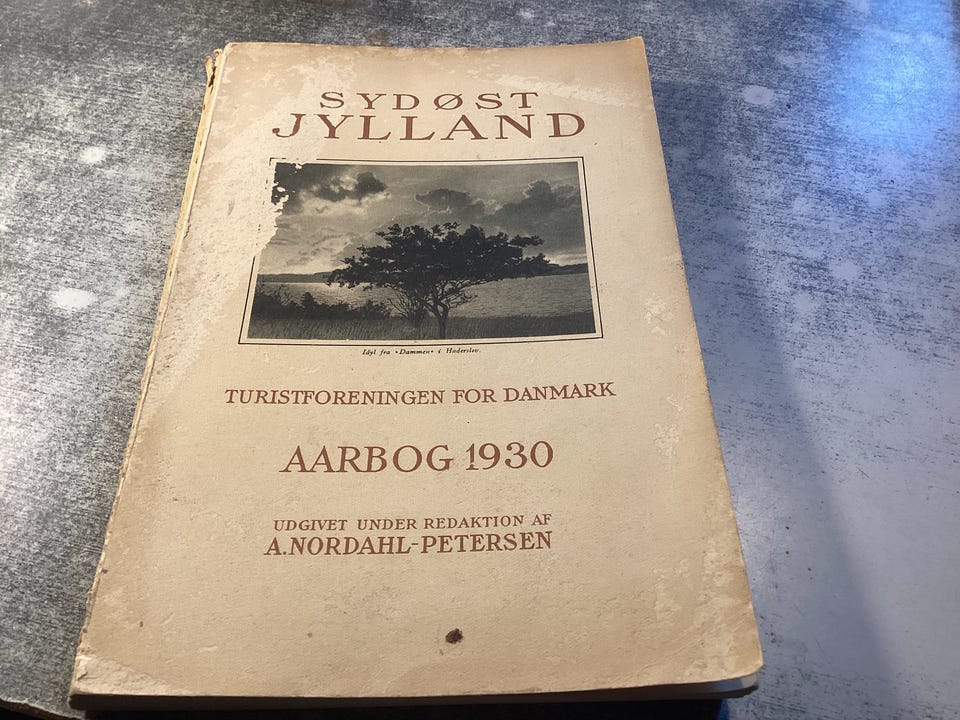 SYDØST
JYLLAND
Idyl fra »Dammen« i Haderslev.
TURISTFORENINGEN FOR DANMARK
AARBOG 1930
UDGIVET UNDER REDAKTION AF
A. NORDAHL-PETERSEN